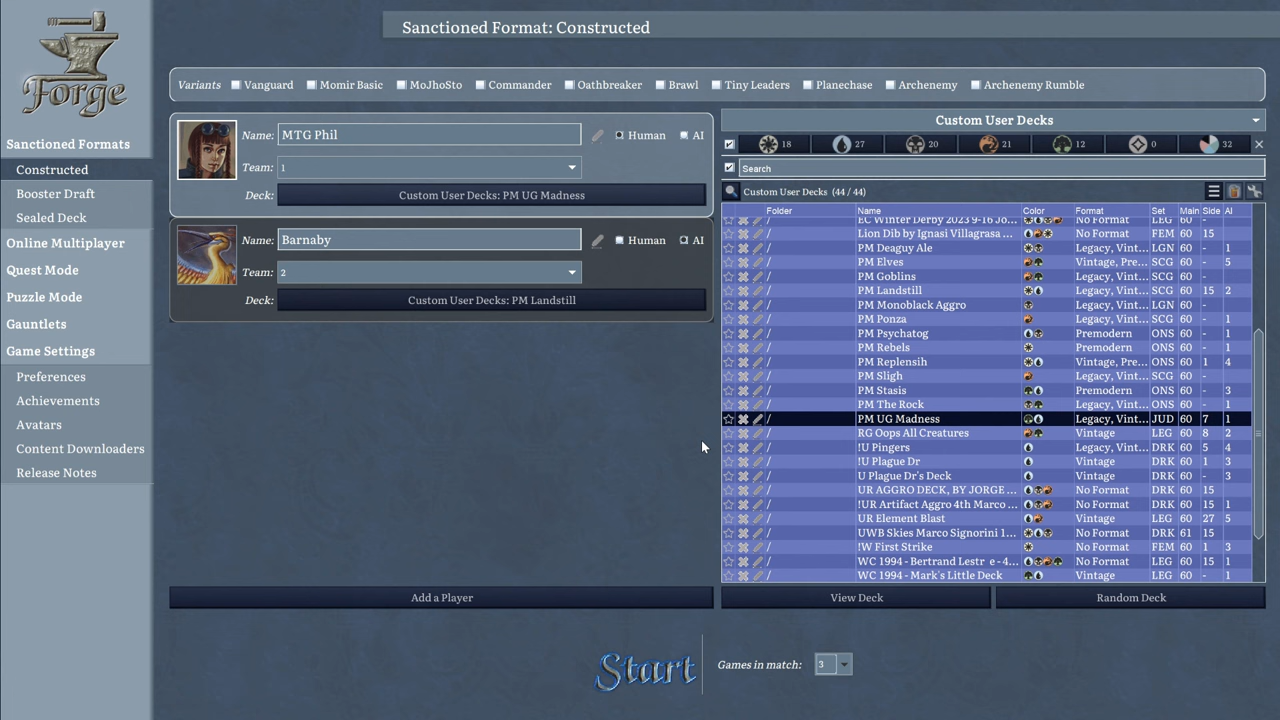 Forge
Sanctioned Format: Constructed
Sanctioned Formats
Constructed
Booster Draft
Sealed Deck
Online Multiplayer
Quest Mode
Puzzle Mode
Gauntlets
Game Settings
Preferences
Achievements
Avatars
Content Downloaders
Release Notes
Variants Vanguard Momir Basic MoJhoSto Commander Oathbreaker Brawl Tiny Leaders Planechase Archenemy Archenemy Rumble
Name: MTG Phil Human AI
Team: 1
Deck: Custom User Decks: PM UG Madness
Name: Barnaby Human AI
Team: 2
Deck: Custom User Decks: PM Landstill
Add a Player
Custom User Decks
18 27 20 21 12 0 32
Search
Custom User Decks (44 / 44)
Folder Name Color Format Set Main Side AI
/ EC Winter Derby 2023 9-16 Jo... No Format LEG 60 -
/ Lion Dib by Ignasi Villagrasa ... No Format FEM 60 15
/ PM Deaguy Ale Legacy, Vint... LGN 60 -
/ PM Elves Vintage, Pre... SCG 60 - 5
/ PM Goblins Legacy, Vint... SCG 60 -
/ PM Landstill Legacy, Vint... SCG 60 15 2
/ PM Monoblack Aggro Legacy, Vint... LGN 60 -
/ PM Ponza Legacy, Vint... SCG 60 - 1
/ PM Psychatog Premodern ONS 60 - 1
/ PM Rebels Premodern ONS 60 -
/ PM Replensih Vintage, Pre... ONS 60 1 4
/ PM Sligh Legacy, Vint... SCG 60 -
/ PM Stasis Premodern ONS 60 - 3
/ PM The Rock Legacy, Vint... ONS 60 - 1
/ PM UG Madness Legacy, Vint... JUD 60 7 1
/ RG Oops All Creatures Vintage LEG 60 8 2
/ !U Pingers Legacy, Vint... DRK 60 5 4
/ !U Plague Dr Vintage DRK 60 1 3
/ U Plague Dr's Deck Vintage DRK 60 - 3
/ UR AGGRO DECK, BY JORGE ... No Format DRK 60 15
/ !UR Artifact Aggro 4th Marco ... No Format DRK 60 15 1
/ UR Element Blast Vintage LEG 60 27 5
/ UWB Skies Marco Signorini 1... No Format DRK 61 15
/ !W First Strike No Format FEM 60 1 3
/ WC 1994 - Bertrand Lestr e - 4... No Format LEG 60 15 1
/ WC 1994 - Mark's Little Deck Vintage LEG 60 - 1
View Deck
Random Deck
Start
Games in match: 3